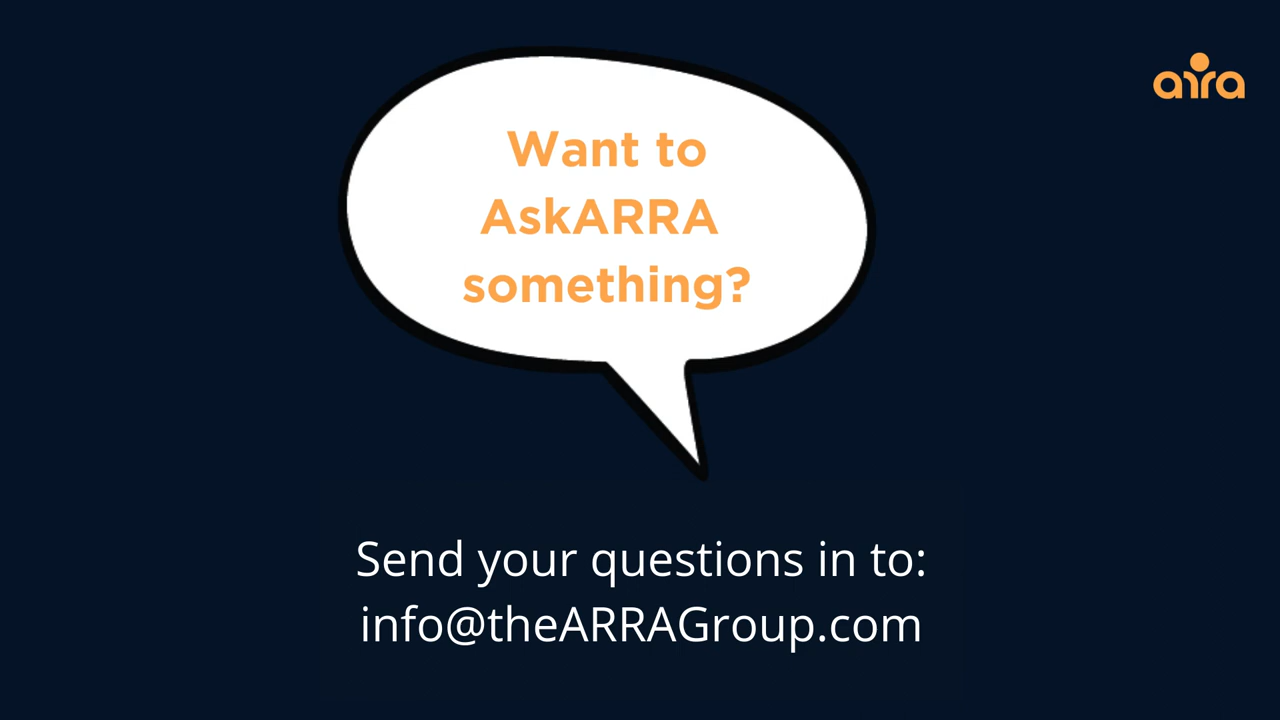 arra
Want to
AskARRA
something?
Send your questions in to:
info@theARRAGroup.com